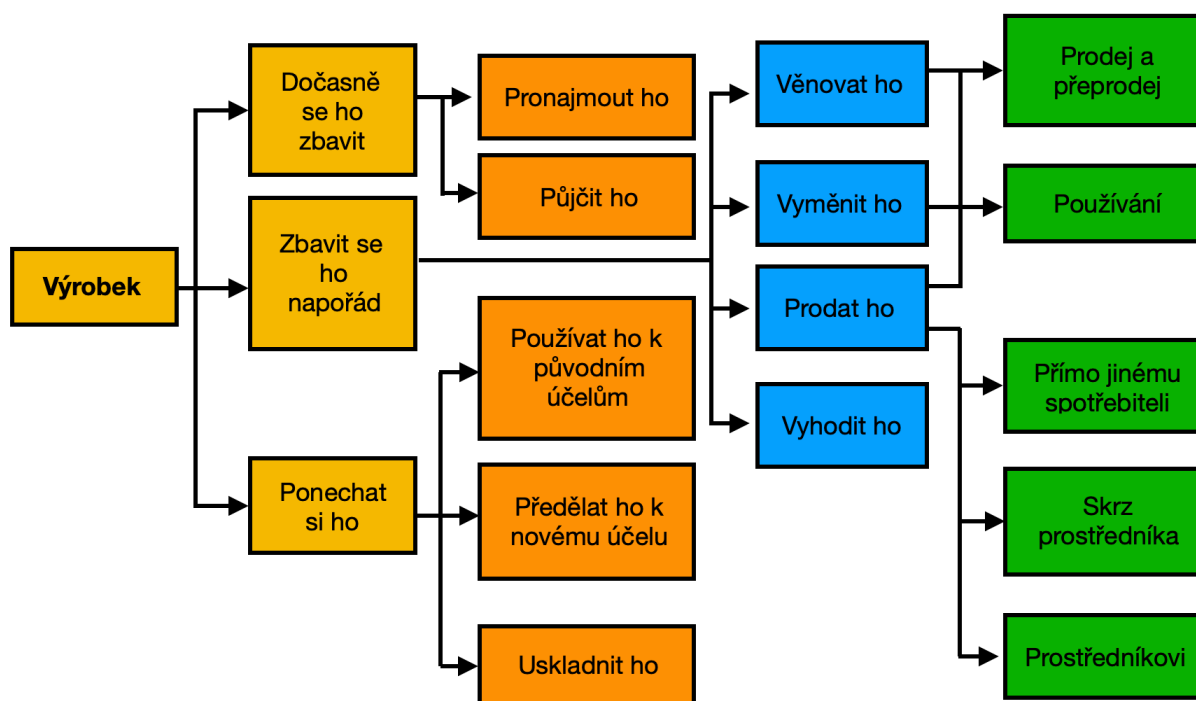 Výrobek
Dočasně
se ho
zbavit
Zbavit se
ho
napořád
Ponechat
si ho
Pronajmout ho
Půjčit ho
Používat ho k
původním
účelům
Předělat ho k
novému účelu
Uskladnit ho
Věnovat ho
Vyměnit ho
Prodat ho
Vyhodit ho
Prodej a
přeprodej
Používání
Přímo jinému
spotřebiteli
Skrz
prostředníka
Prostředníkovi